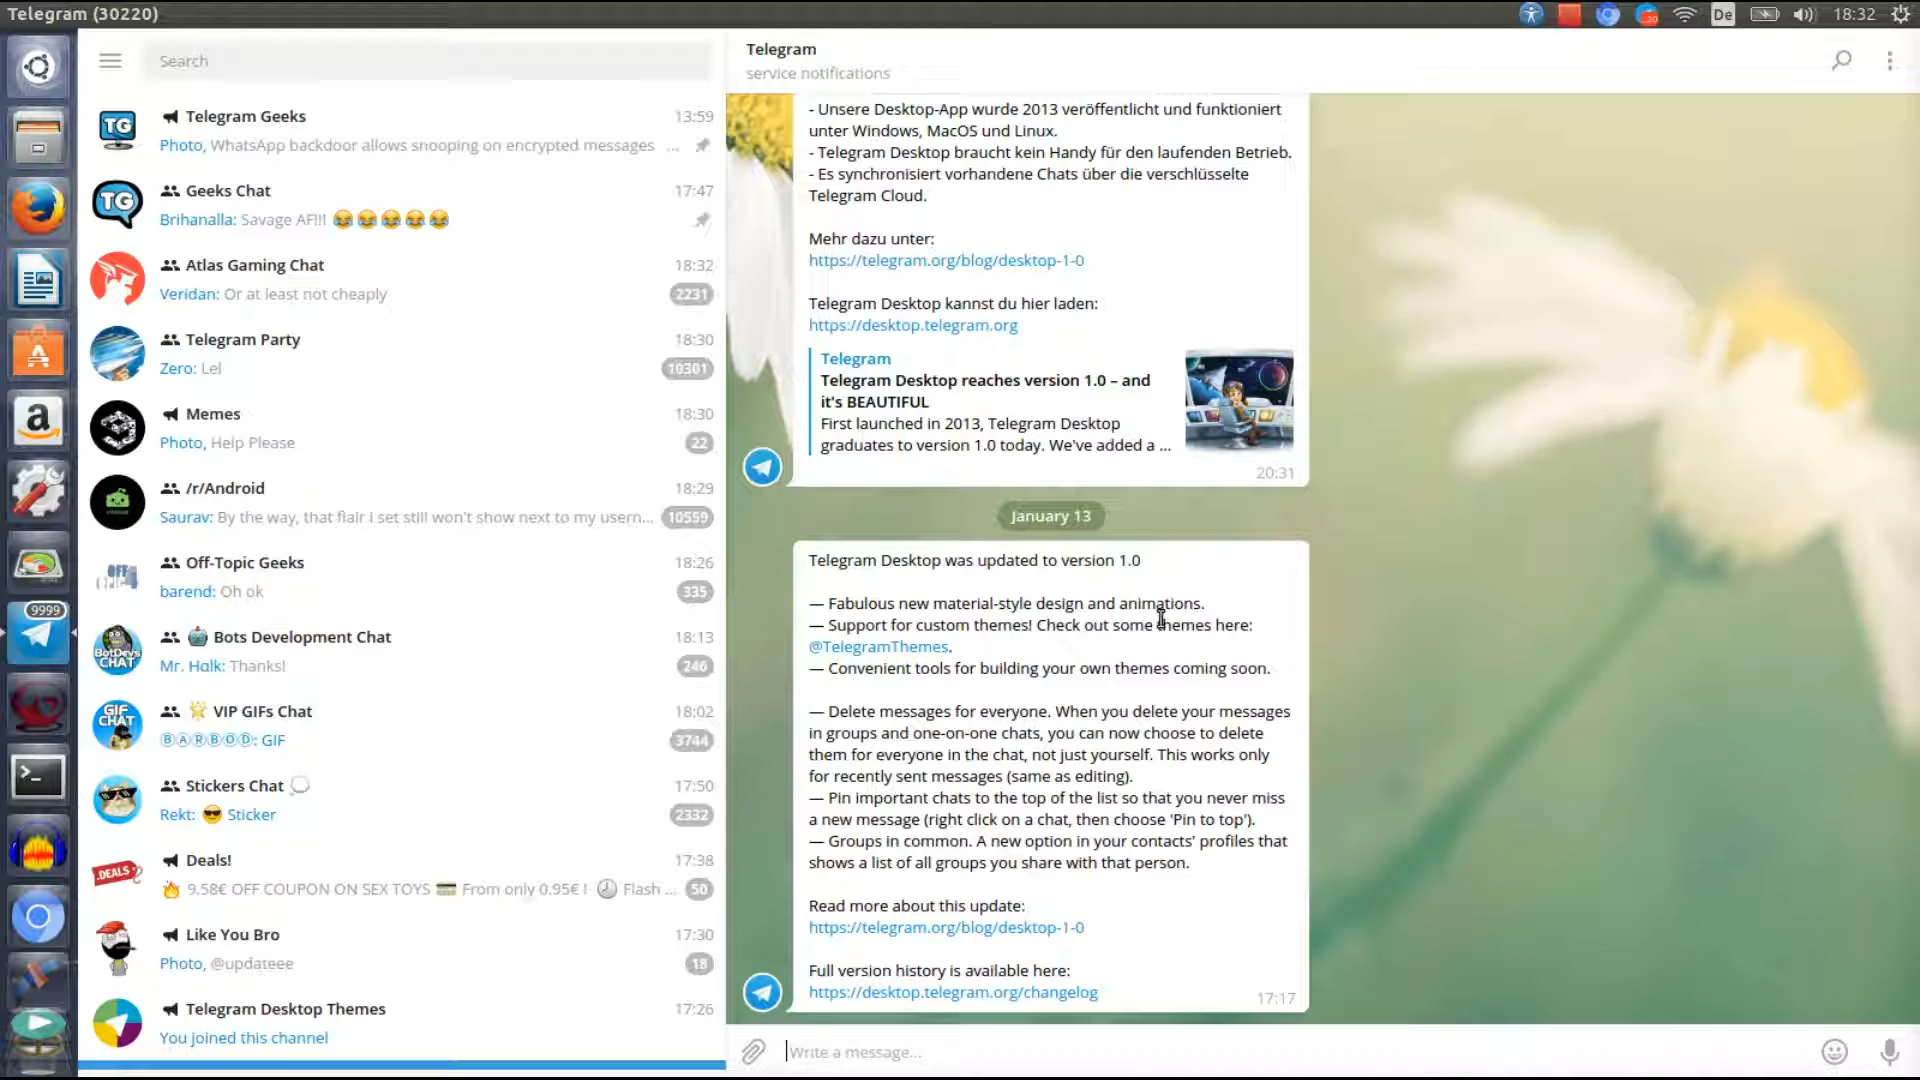 Telegram (30220)
De
18:32
Search
Telegram Geeks
13:59
Photo, WhatsApp backdoor allows snooping on encrypted messages ...
Geeks Chat
17:47
Brihanalla: Savage AF!!! 😂 😂 😂 😂 😂
Atlas Gaming Chat
18:32
Veridan: Or at least not cheaply
2231
Telegram Party
18:30
Zero: Lel
10301
Memes
18:30
Photo, Help Please
22
/r/Android
18:29
Saurav: By the way, that flair i set still won't show next to my usern...
10559
Off-Topic Geeks
18:26
barend: Oh ok
335
Bots Development Chat
18:13
Mr. Halk: Thanks!
246
VIP GIFs Chat
18:02
ⒷⒶⓇⒷⓄⒹ: GIF
3744
Stickers Chat
17:50
Rekt: 😎 Sticker
2332
Deals!
17:38
🔥 9.58€ OFF COUPON ON SEX TOYS 💳 From only 0.95€ ! 🕗 Flash ...
50
Like You Bro
17:30
Photo, @updateee
18
Telegram Desktop Themes
17:26
You joined this channel
9999
TG
TG
OFF
BotDevs
CHAT
GIF
CHAT
DEALS
Telegram
service notifications
- Unsere Desktop-App wurde 2013 veröffentlicht und funktioniert
unter Windows, MacOS und Linux.
- Telegram Desktop braucht kein Handy für den laufenden Betrieb.
- Es synchronisiert vorhandene Chats über die verschlüsselte
Telegram Cloud.
Mehr dazu unter:
https://telegram.org/blog/desktop-1-0
Telegram Desktop kannst du hier laden:
https://desktop.telegram.org
Telegram
Telegram Desktop reaches version 1.0 – and
it's BEAUTIFUL
First launched in 2013, Telegram Desktop
graduates to version 1.0 today. We've added a ...
20:31
January 13
Telegram Desktop was updated to version 1.0
— Fabulous new material-style design and animations.
— Support for custom themes! Check out some themes here:
@TelegramThemes.
— Convenient tools for building your own themes coming soon.
— Delete messages for everyone. When you delete your messages
in groups and one-on-one chats, you can now choose to delete
them for everyone in the chat, not just yourself. This works only
for recently sent messages (same as editing).
— Pin important chats to the top of the list so that you never miss
a new message (right click on a chat, then choose 'Pin to top').
— Groups in common. A new option in your contacts' profiles that
shows a list of all groups you share with that person.
Read more about this update:
https://telegram.org/blog/desktop-1-0
Full version history is available here:
https://desktop.telegram.org/changelog
17:17
Write a message...